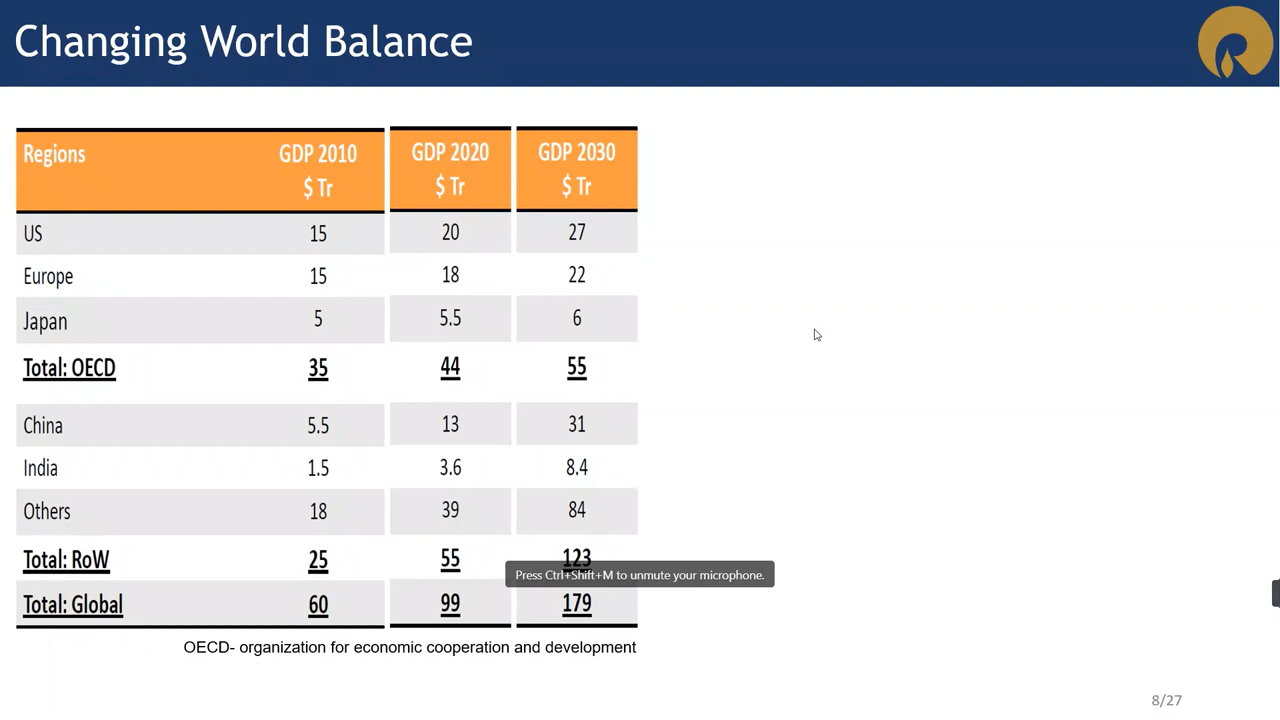 Changing World Balance
Regions GDP 2010 $ Tr GDP 2020 $ Tr GDP 2030 $ Tr
US 15 20 27
Europe 15 18 22
Japan 5 5.5 6
Total: OECD 35 44 55
China 5.5 13 31
India 1.5 3.6 8.4
Others 18 39 84
Total: RoW 25 55 123
Press Ctrl+Shift+M to unmute your microphone.
Total: Global 60 99 179
OECD- organization for economic cooperation and development
8/27